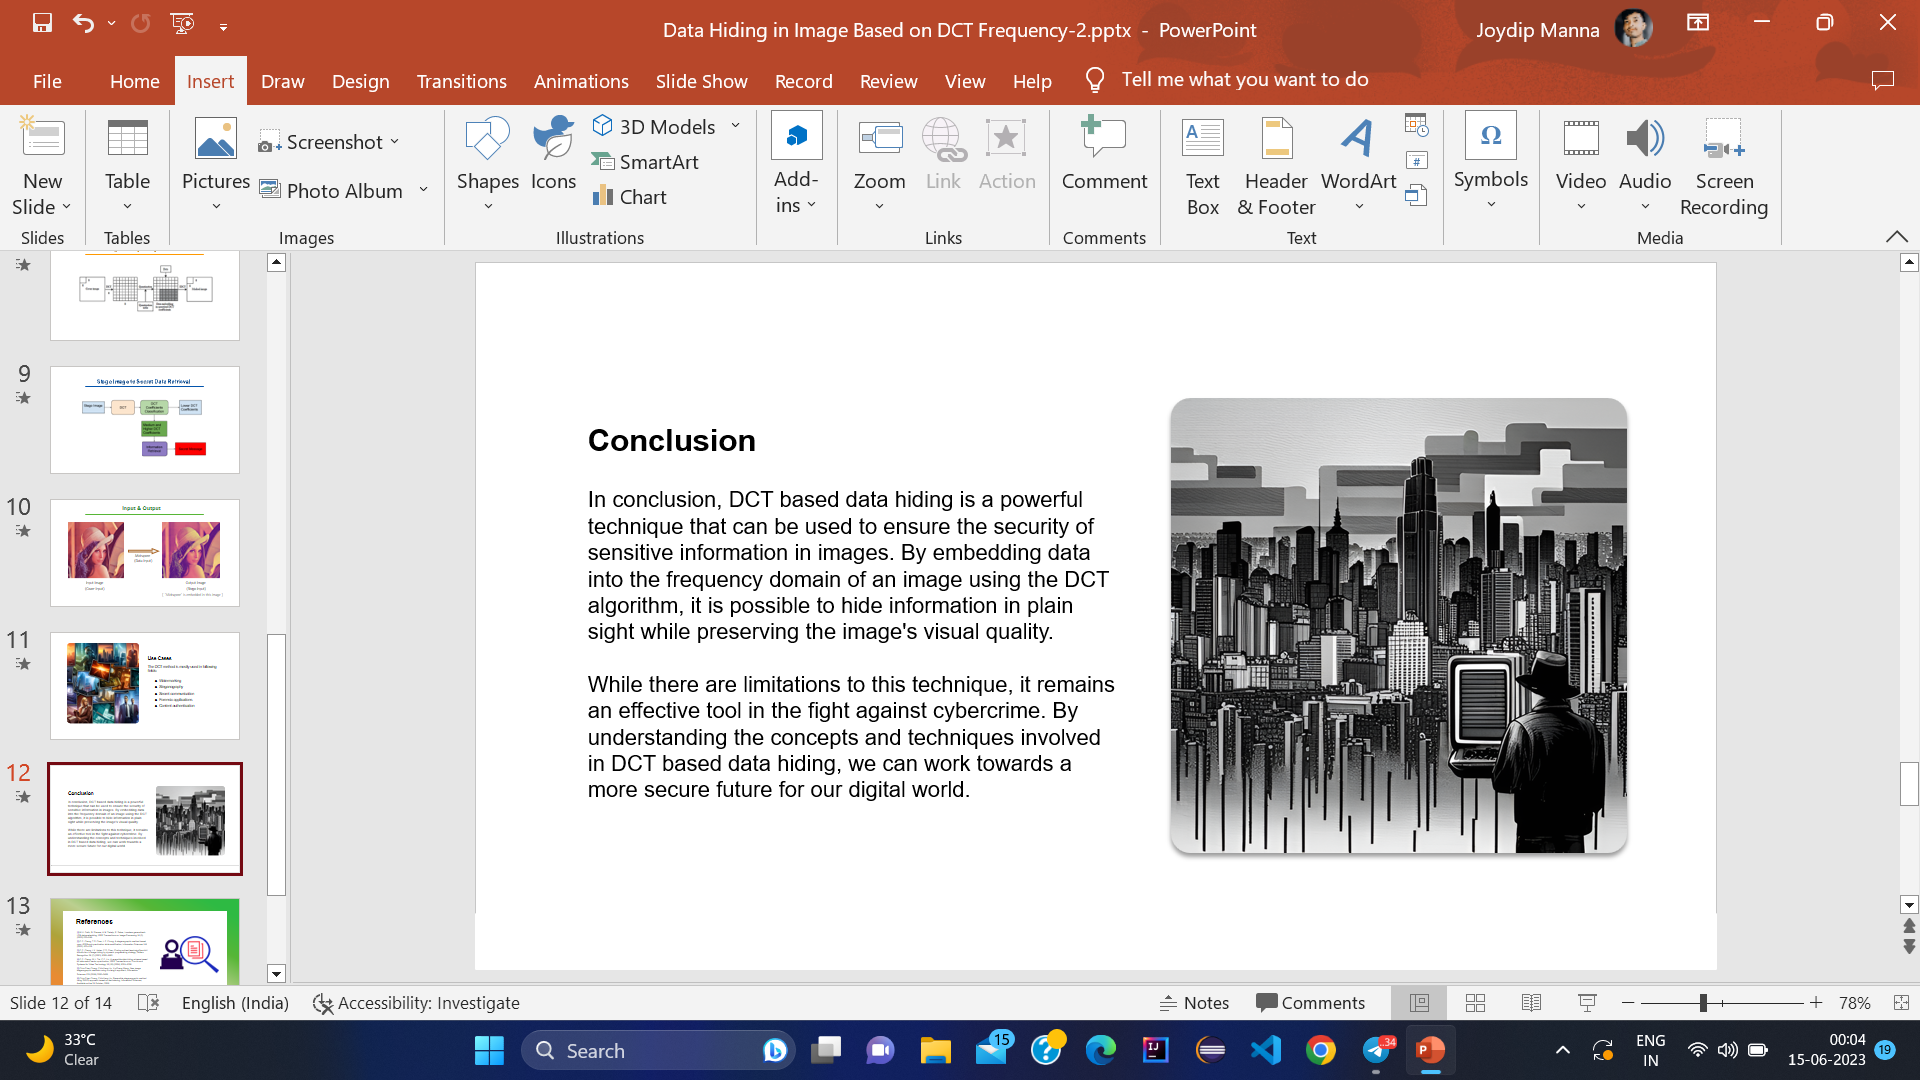 Data Hiding in Image Based on DCT Frequency-2.pptx - PowerPoint
Joydip Manna
File
Home
Insert
Draw
Design
Transitions
Animations
Slide Show
Record
Review
View
Help
Tell me what you want to do
New
Slide
Table
Pictures
Screenshot
Photo Album
Shapes
Icons
3D Models
SmartArt
Chart
Add-
ins
Zoom
Link
Action
Comment
Text
Box
Header
& Footer
WordArt
Symbols
Video
Audio
Screen
Recording
Slides
Tables
Images
Illustrations
Links
Comments
Text
Media
9
Stego Image to Secret Data Retrieval
10
Input & Output
11
Use Cases
12
Conclusion
13
References
Conclusion
In conclusion, DCT based data hiding is a powerful
technique that can be used to ensure the security of
sensitive information in images. By embedding data
into the frequency domain of an image using the DCT
algorithm, it is possible to hide information in plain
sight while preserving the image's visual quality.
While there are limitations to this technique, it remains
an effective tool in the fight against cybercrime. By
understanding the concepts and techniques involved
in DCT based data hiding, we can work towards a
more secure future for our digital world.
Slide 12 of 14
English (India)
Accessibility: Investigate
Notes
Comments
78%
33°C
Clear
Search
15
34
ENG
IN
00:04
15-06-2023
19